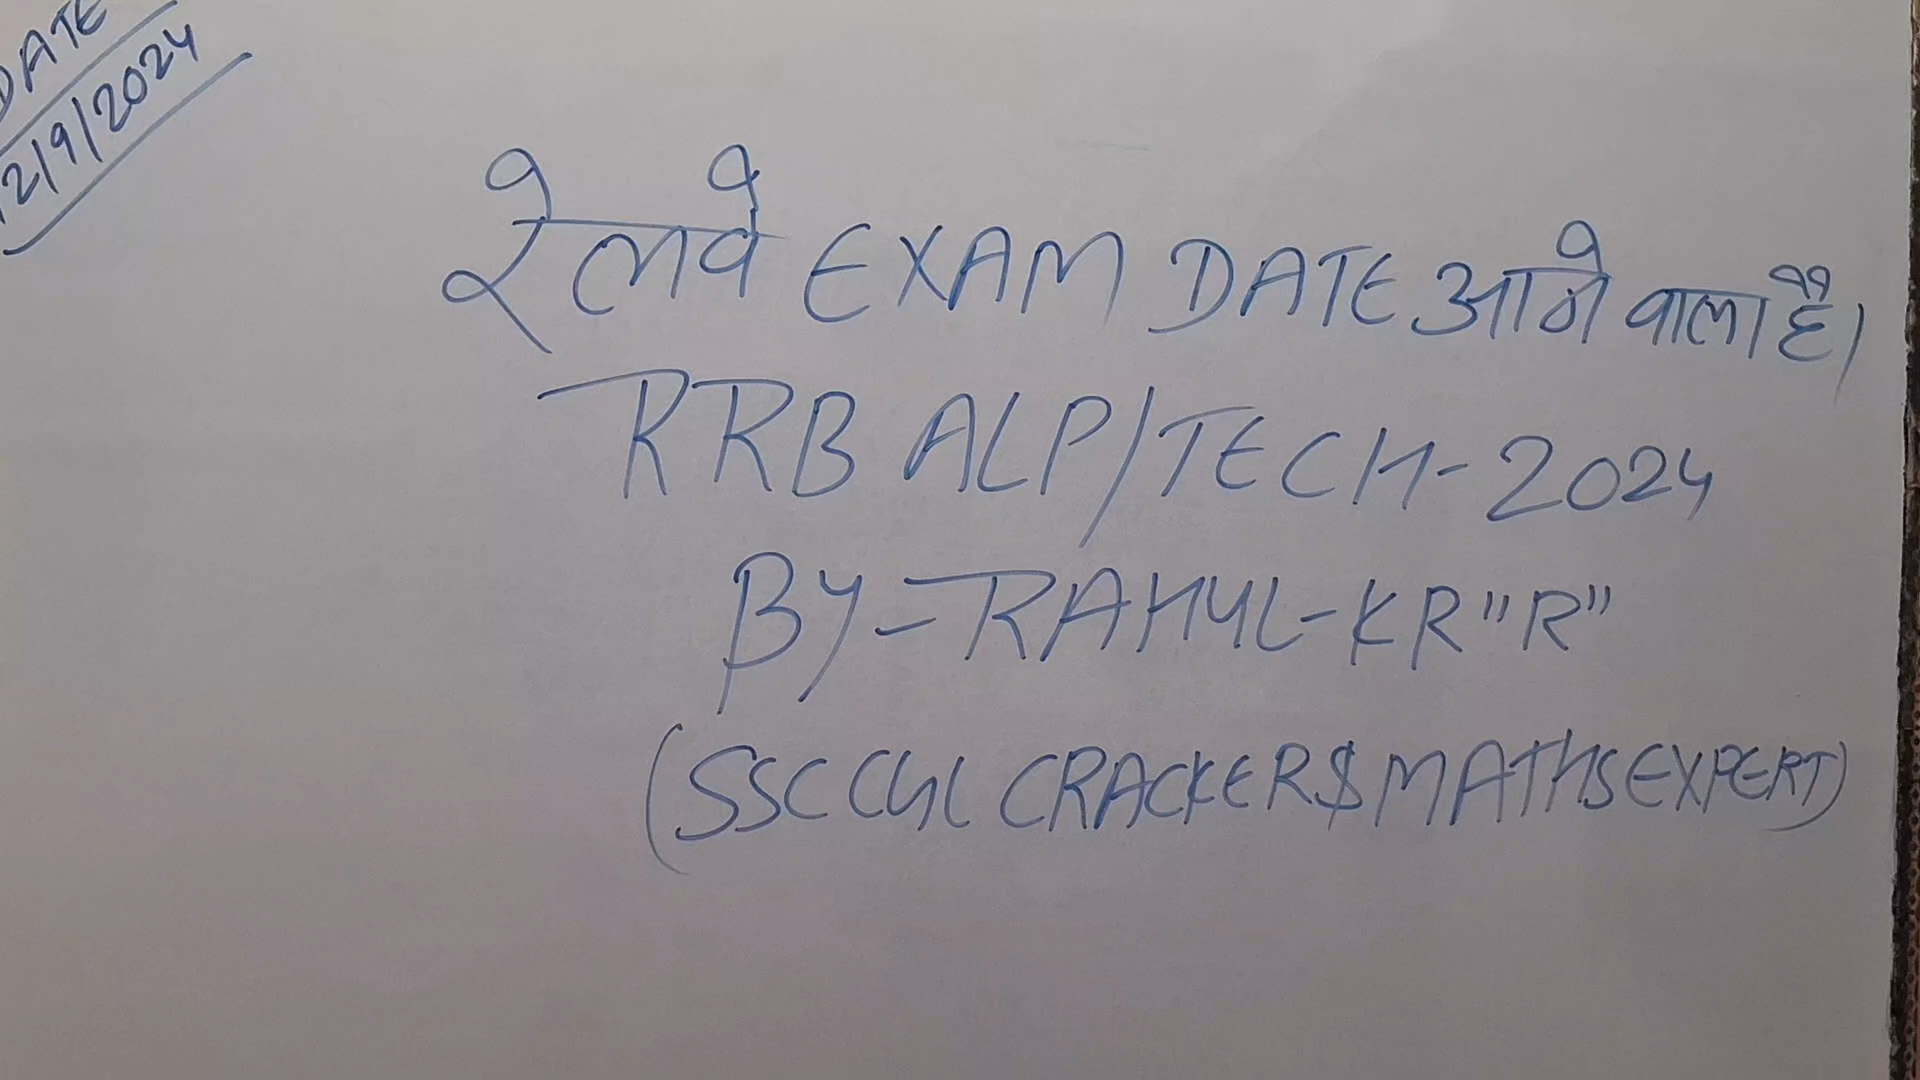 DATE
2/9/2024
रेलवे EXAM DATE आने वाला है।
RRB ALP/TECH-2024
BY-RAHUL-KR "R"
(SSC CGL CRACKER $ MATHS EXPERT)